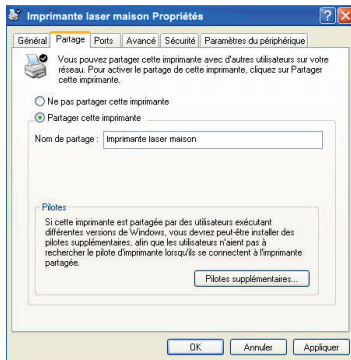 Imprimante laser maison Propriétés
Général Partage Ports Avancé Sécurité Paramètres du périphérique
Vous pouvez partager cette imprimante avec d'autres utilisateurs sur votre
réseau. Pour activer le partage de cette imprimante, cliquez sur Partager
cette imprimante.
Ne pas partager cette imprimante
Partager cette imprimante
Nom de partage : Imprimante laser maison
Pilotes
Si cette imprimante est partagée par des utilisateurs exécutant
différentes versions de Windows, vous devrez peut-être installer des
pilotes supplémentaires, afin que les utilisateurs n'aient pas à
rechercher le pilote d'imprimante lorsqu'ils se connectent à l'imprimante
partagée.
Pilotes supplémentaires...
OK Annuler Appliquer